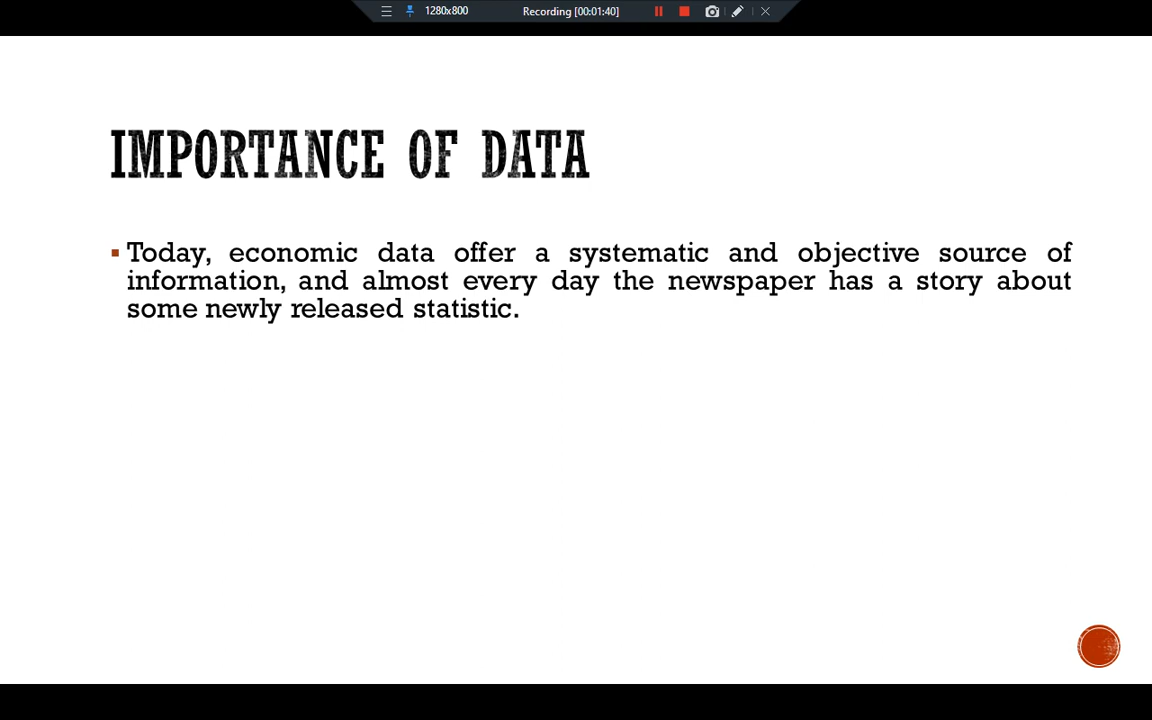 1280x800 Recording [00:01:40]
IMPORTANCE OF DATA
Today, economic data offer a systematic and objective source of
information, and almost every day the newspaper has a story about
some newly released statistic.